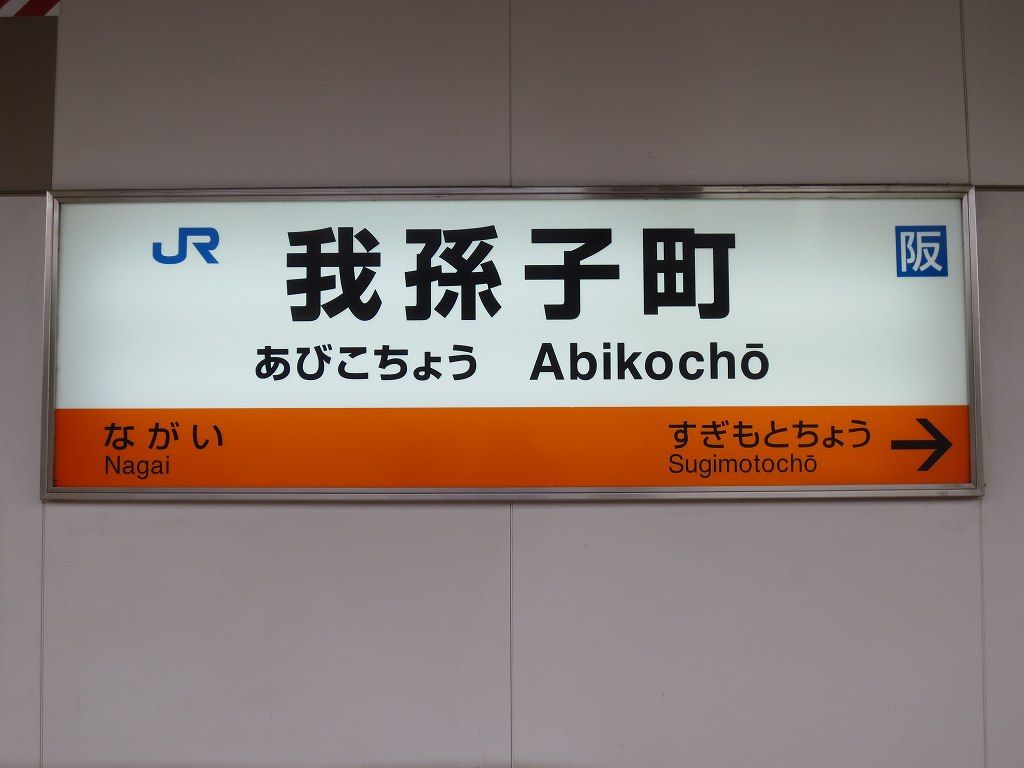 JR 我孫子町 阪
あびこちょう Abikochō
ながい すぎもとちょう →
Nagai Sugimotochō